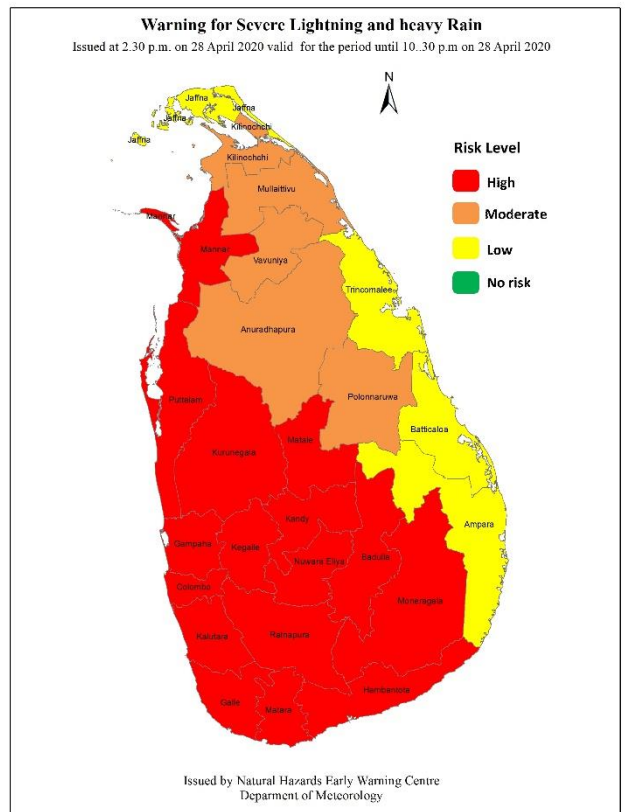 Warning for Severe Lightning and heavy Rain
Issued at 2.30 p.m. on 28 April 2020 valid for the period until 10..30 p.m on 28 April 2020
N
Jaffna
Jaffna
Jaffna
Jaffna
Kilinochchi
Kilinochchi
Mullaittivu
Mannar
Mannar
Vavuniya
Trincomalee
Anuradhapura
Polonnaruwa
Puttalam
Batticaloa
Matale
Kurunegala
Ampara
Kandy
Gampaha
Kegalle
Nuwara Eliya
Badulla
Colombo
Moneragala
Kalutara
Ratnapura
Hambantota
Galle
Matara
Risk Level
High
Moderate
Low
No risk
Issued by Natural Hazards Early Warning Centre
Deparment of Meteorology